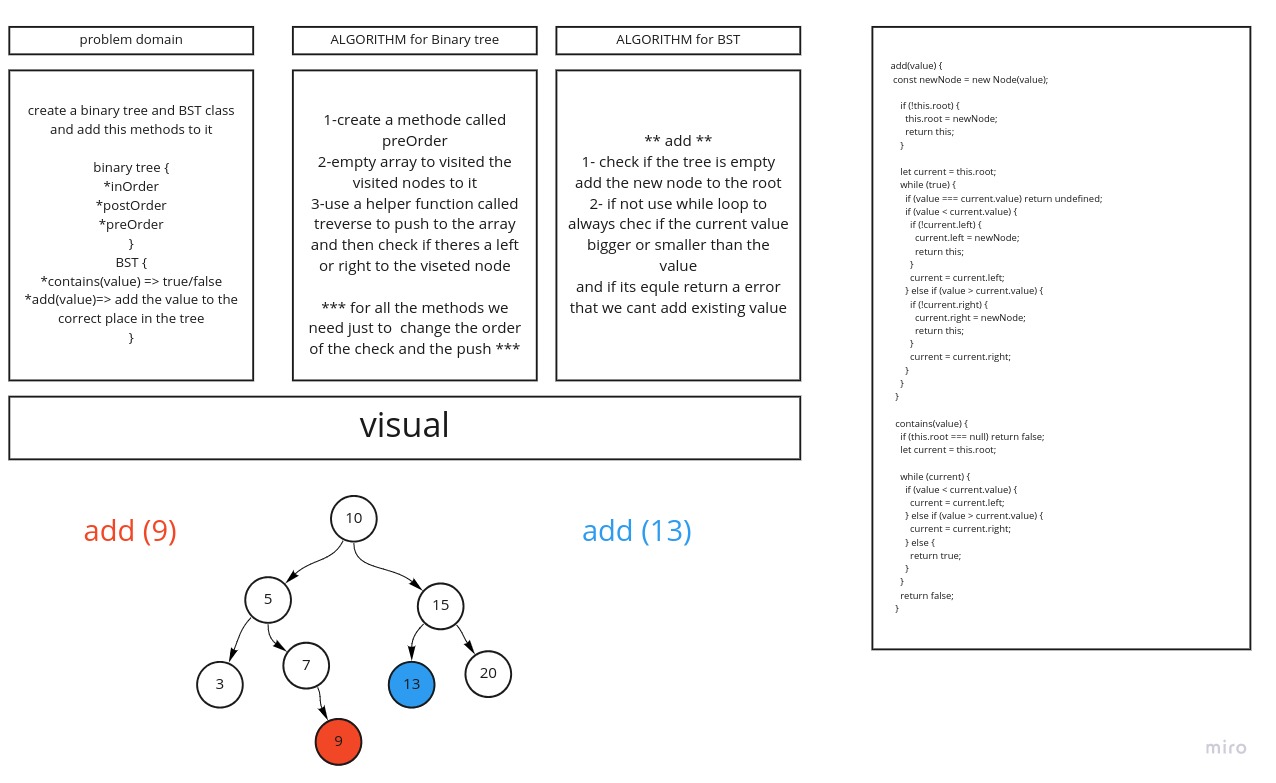 problem domain
ALGORITHM for Binary tree
ALGORITHM for BST
create a binary tree and BST class
and add this methods to it
binary tree {
*inOrder
*postOrder
*preOrder
}
BST {
*contains(value) => true/false
*add(value)=> add the value to the
correct place in the tree
}
1-create a methode called
preOrder
2-empty array to visited the
visited nodes to it
3-use a helper function called
treverse to push to the array
and then check if theres a left
or right to the viseted node
*** for all the methods we
need just to  change the order
of the check and the push ***
** add **
1- check if the tree is empty
add the new node to the root
2- if not use while loop to
always chec if the current value
bigger or smaller than the
value
and if its equle return a error
that we cant add existing value
add(value) {
const newNode = new Node(value);
if (!this.root) {
this.root = newNode;
return this;
}
let current = this.root;
while (true) {
if (value === current.value) return undefined;
if (value < current.value) {
if (!current.left) {
current.left = newNode;
return this;
}
current = current.left;
} else if (value > current.value) {
if (!current.right) {
current.right = newNode;
return this;
}
current = current.right;
}
}
}
contains(value) {
if (this.root === null) return false;
let current = this.root;
while (current) {
if (value < current.value) {
current = current.left;
} else if (value > current.value) {
current = current.right;
} else {
return true;
}
}
return false;
}
visual
add (9)
add (13)
10
5
15
3
7
13
20
9
miro